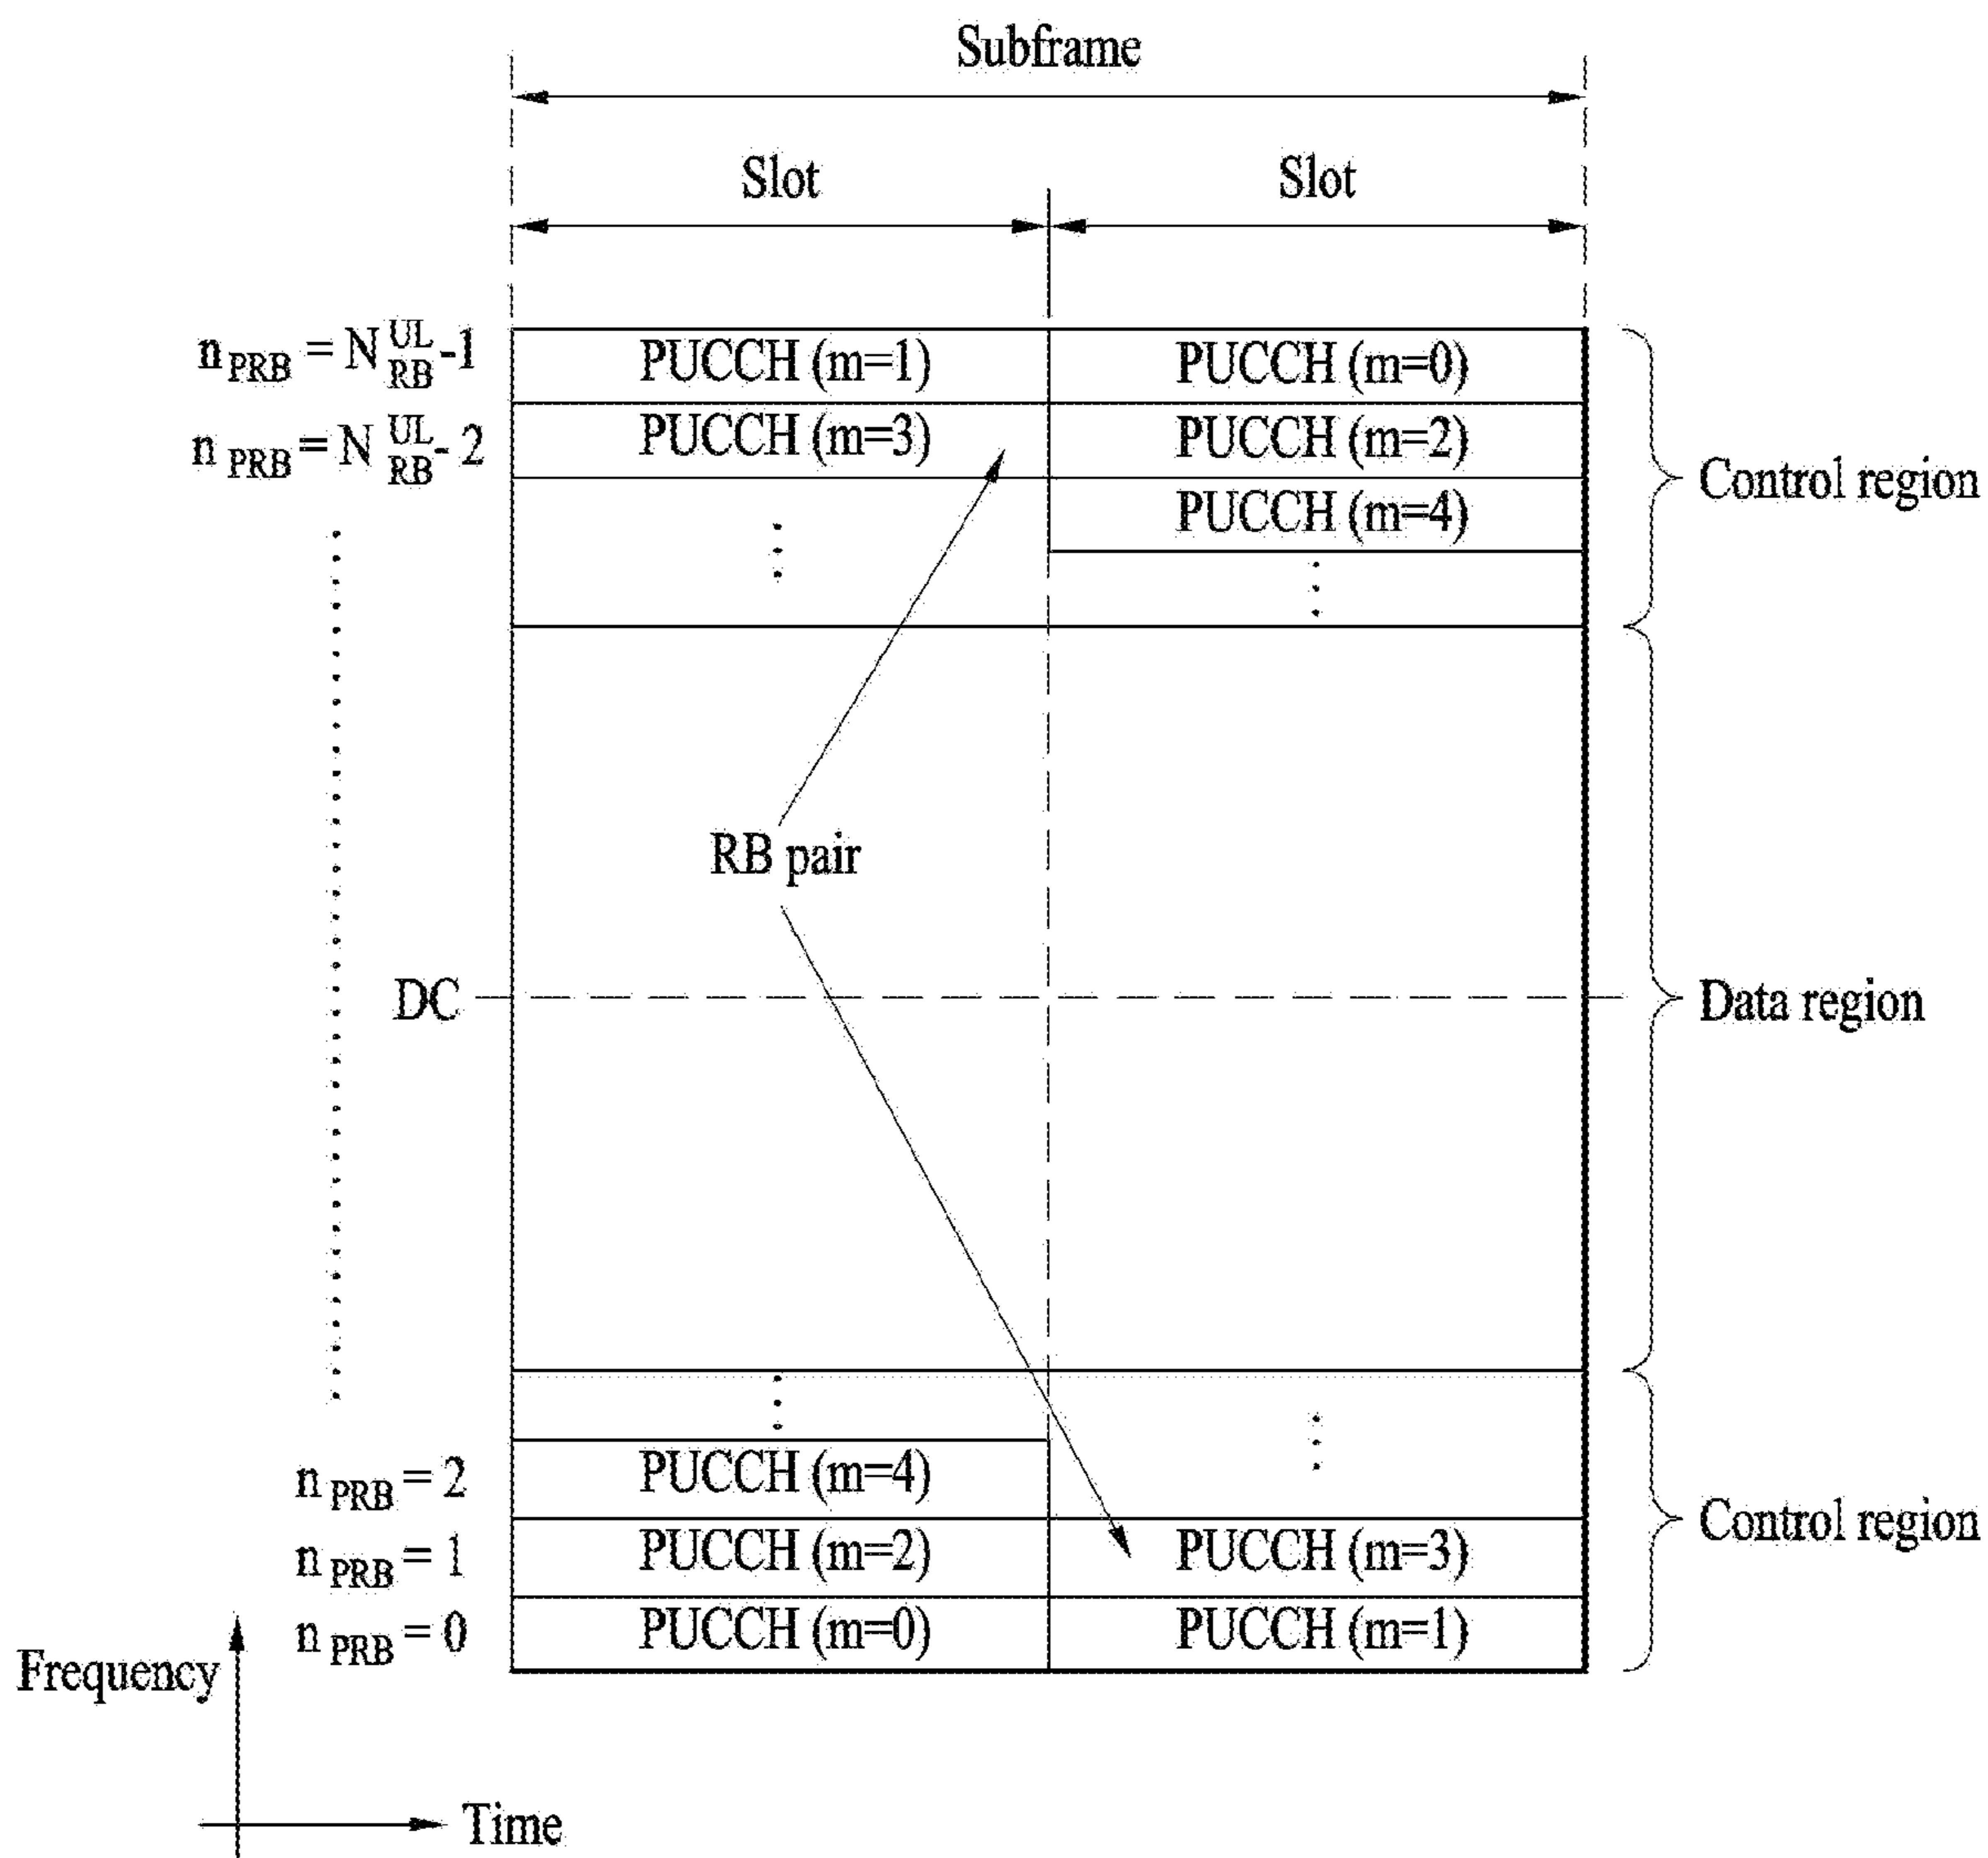 Subframe
Slot Slot
n PRB = N UL RB -1 PUCCH (m=1) PUCCH (m=0)
n PRB = N UL RB - 2 PUCCH (m=3) PUCCH (m=2)
Control region
PUCCH (m=4)
RB pair
DC
Data region
n PRB = 2 PUCCH (m=4)
Control region
n PRB = 1 PUCCH (m=2) PUCCH (m=3)
n PRB = 0 PUCCH (m=0) PUCCH (m=1)
Frequency
Time